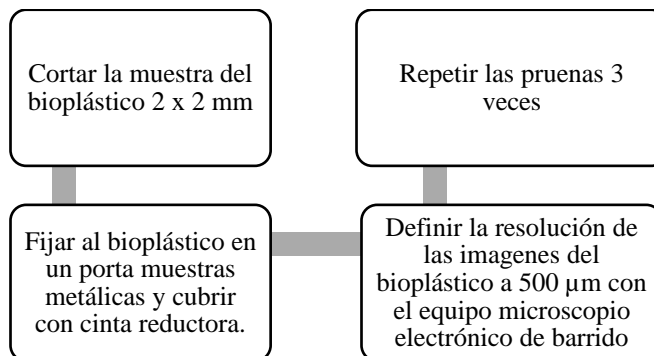 Cortar la muestra del
bioplástico 2 x 2 mm
Fijar al bioplástico en
un porta muestras
metálicas y cubrir
con cinta reductora.
Definir la resolución de
las imagenes del
bioplástico a 500 µm con
el equipo microscopio
electrónico de barrido
Repetir las pruenas 3
veces